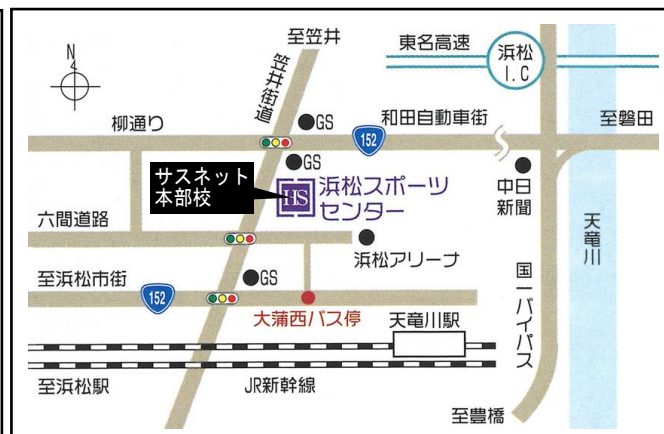 至笠井
東名高速
浜松
I.C
N
笠井街道
GS
柳通り
152
和田自動車街
至磐田
GS
サスネット
本部校
HS
浜松スポーツ
センター
中日
新聞
六間道路
浜松アリーナ
天竜川
至浜松市街
GS
国一バイパス
152
大蒲西バス停
天竜川駅
至浜松駅
JR新幹線
至豊橋